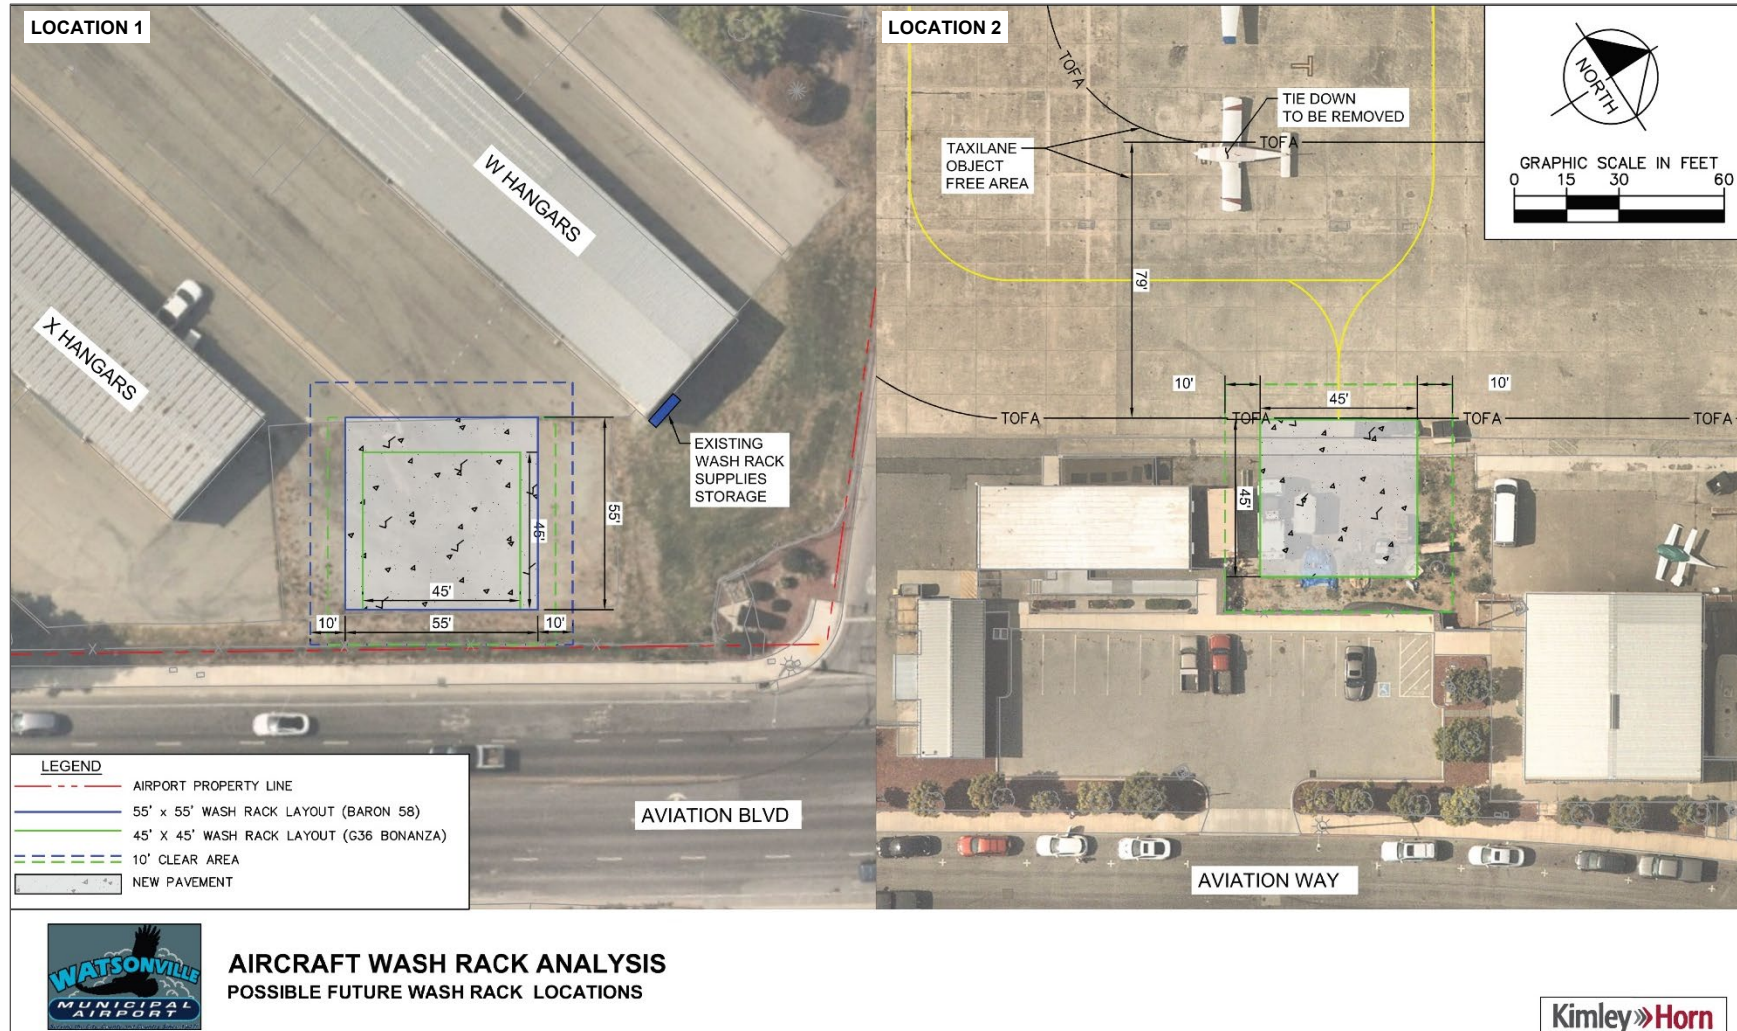 LOCATION 1
W HANGARS
X HANGARS
EXISTING
WASH RACK
SUPPLIES
STORAGE
55'
45'
45'
10'
55'
10'
AVIATION BLVD
LEGEND
AIRPORT PROPERTY LINE
55' x 55' WASH RACK LAYOUT (BARON 58)
45' X 45' WASH RACK LAYOUT (G36 BONANZA)
10' CLEAR AREA
NEW PAVEMENT
LOCATION 2
TOFA
TIE DOWN
TO BE REMOVED
TOFA
TAXILANE
OBJECT
FREE AREA
79'
10'
45'
10'
TOFA
TOFA
TOFA
TOFA
45'
AVIATION WAY
NORTH
GRAPHIC SCALE IN FEET
0 15 30 60
WATSONVILLE
MUNICIPAL
AIRPORT
AIRCRAFT WASH RACK ANALYSIS
POSSIBLE FUTURE WASH RACK LOCATIONS
Kimley»Horn